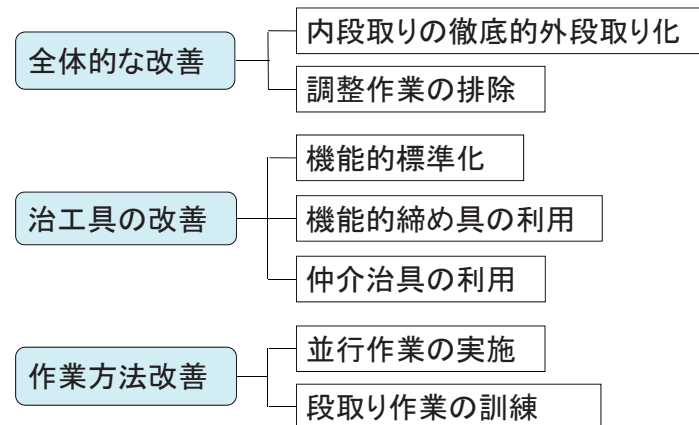 全体的な改善
内段取りの徹底的外段取り化
調整作業の排除
治工具の改善
機能的標準化
機能的締め具の利用
仲介治具の利用
作業方法改善
並行作業の実施
段取り作業の訓練